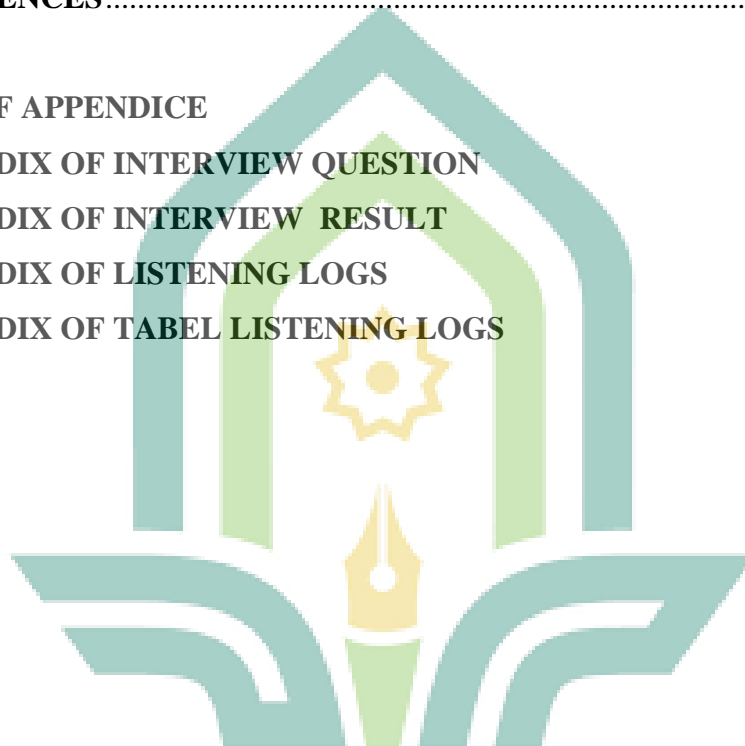 ENCES........................................................................................
F APPENDICE
DIX OF INTERVIEW QUESTION
DIX OF INTERVIEW RESULT
DIX OF LISTENING LOGS
DIX OF TABEL LISTENING LOGS